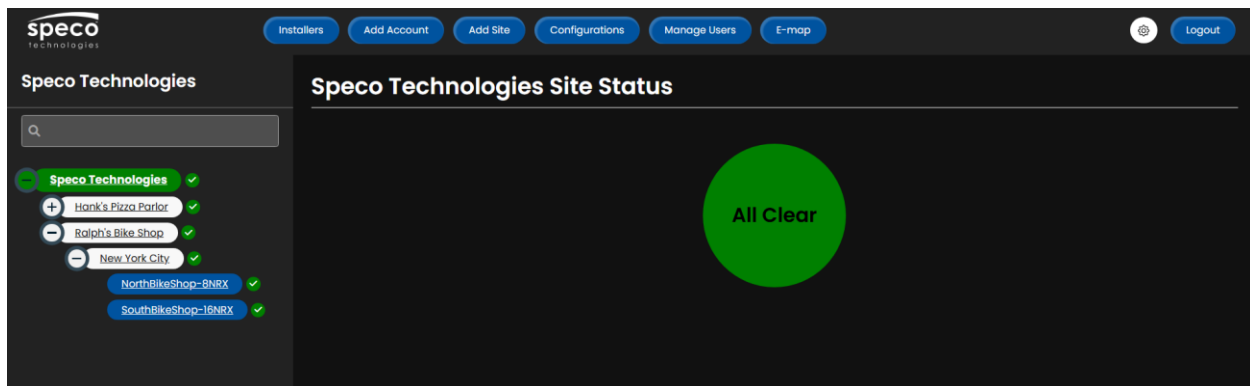 speco
technologies
Installers
Add Account
Add Site
Configurations
Manage Users
E-map
Logout
Speco Technologies
Speco Technologies Site Status
Speco Technologies
Hank's Pizza Parlor
Ralph's Bike Shop
New York City
NorthBikeShop-8NRX
SouthBikeShop-16NRX
All Clear